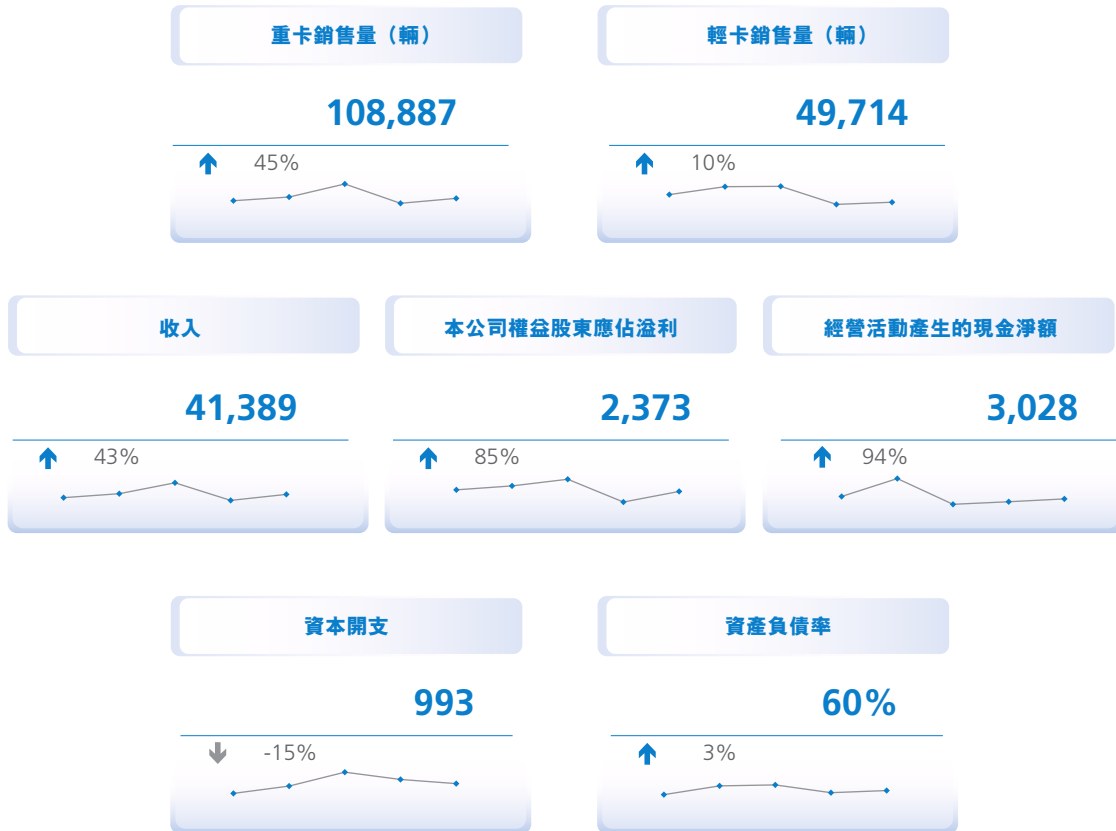 重卡銷售量（輛）
108,887
45%
輕卡銷售量（輛）
49,714
10%
收入
41,389
43%
本公司權益股東應佔溢利
2,373
85%
經營活動產生的現金淨額
3,028
94%
資本開支
993
-15%
資產負債率
60%
3%